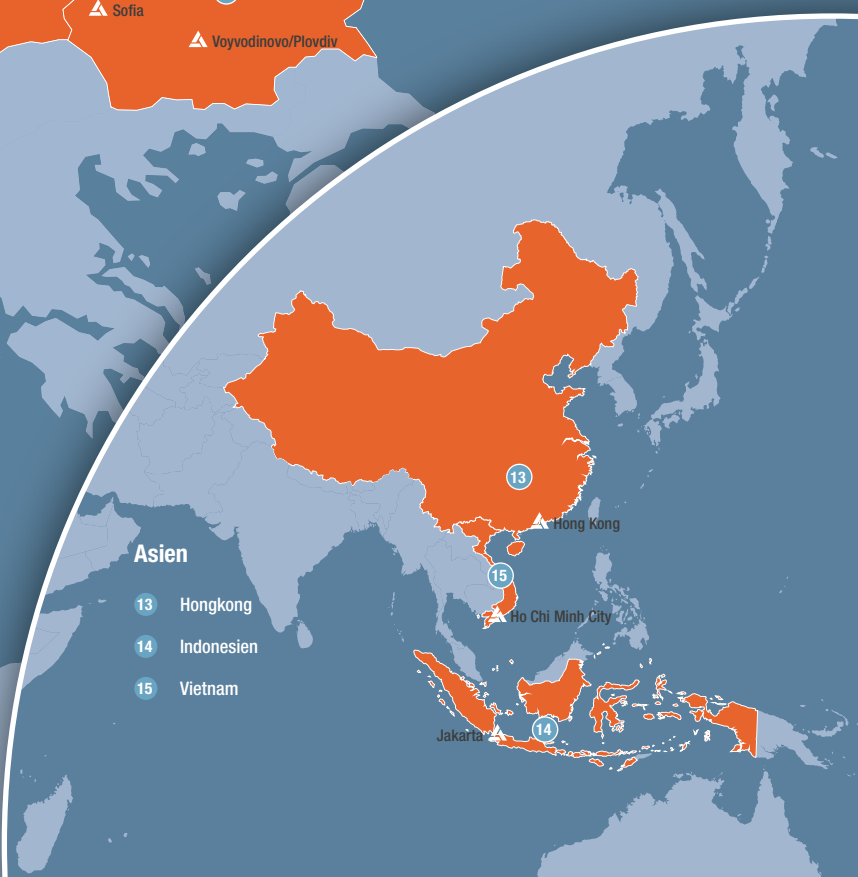 Sofia
Voyvodinovo/Plovdiv
13
Hong Kong
Asien
15
13 Hongkong
Ho Chi Minh City
14 Indonesien
15 Vietnam
Jakarta
14